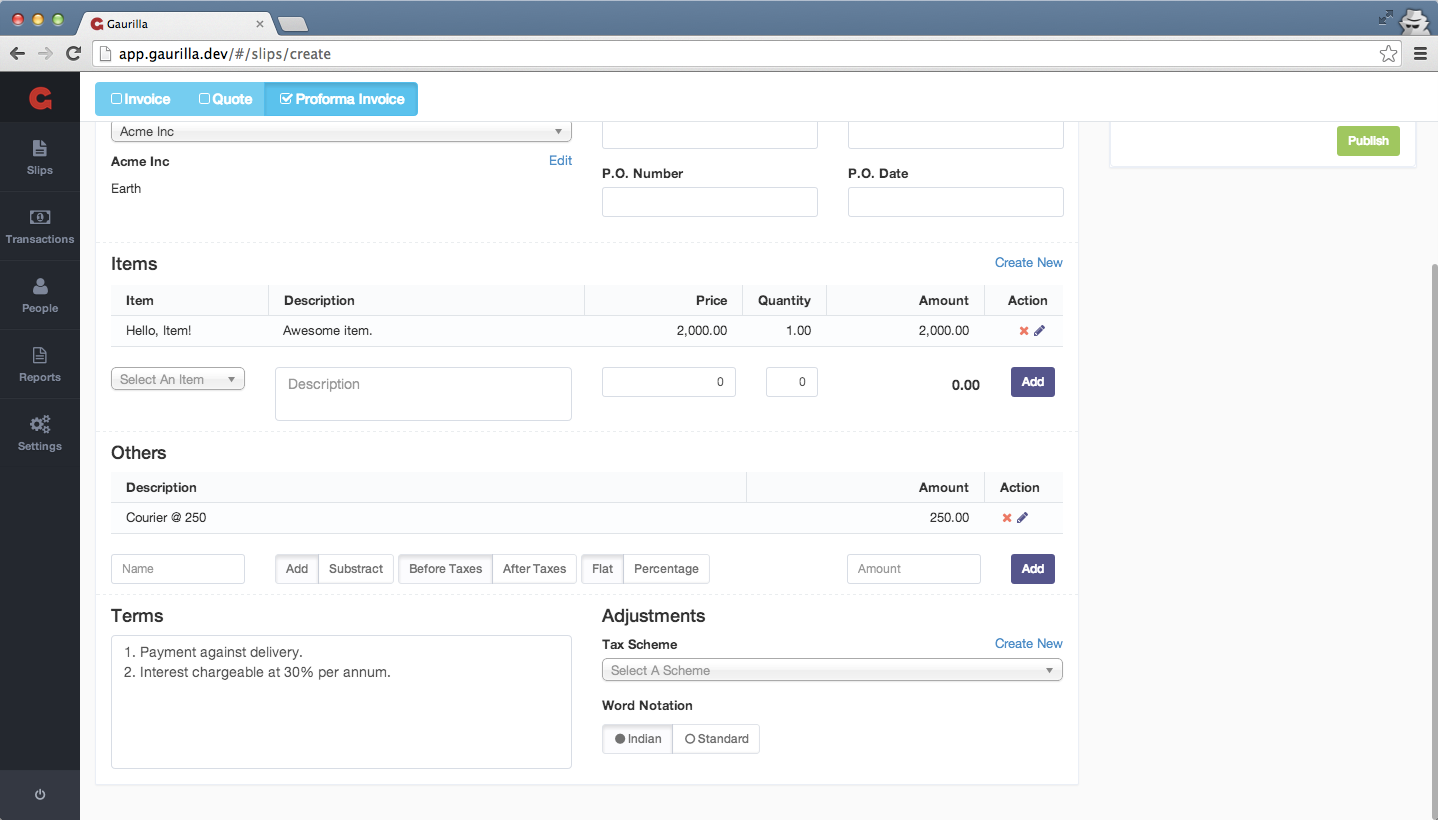 Gaurilla
app.gaurilla.dev/#/slips/create
Invoice Quote Proforma Invoice
Slips
Transactions
People
Reports
Settings
Acme Inc
Acme Inc Edit
Earth
P.O. Number P.O. Date
Publish
Items Create New
Item Description Price Quantity Amount Action
Hello, Item! Awesome item. 2,000.00 1.00 2,000.00
Select An Item Description 0 0 0.00 Add
Others
Description Amount Action
Courier @ 250 250.00
Name Add Substract Before Taxes After Taxes Flat Percentage Amount Add
Terms
1. Payment against delivery.
2. Interest chargeable at 30% per annum.
Adjustments
Tax Scheme Create New
Select A Scheme
Word Notation
Indian Standard